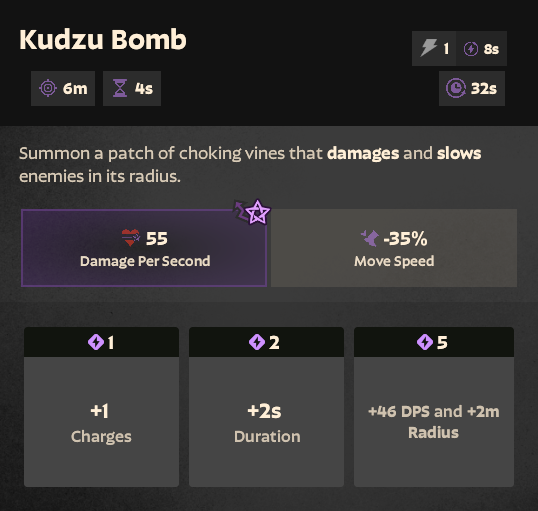 Kudzu Bomb
1 8s
6m 4s 32s
Summon a patch of choking vines that damages and slows
enemies in its radius.
55 -35%
Damage Per Second Move Speed
1 2 5
+1 +2s +46 DPS and +2m
Charges Duration Radius